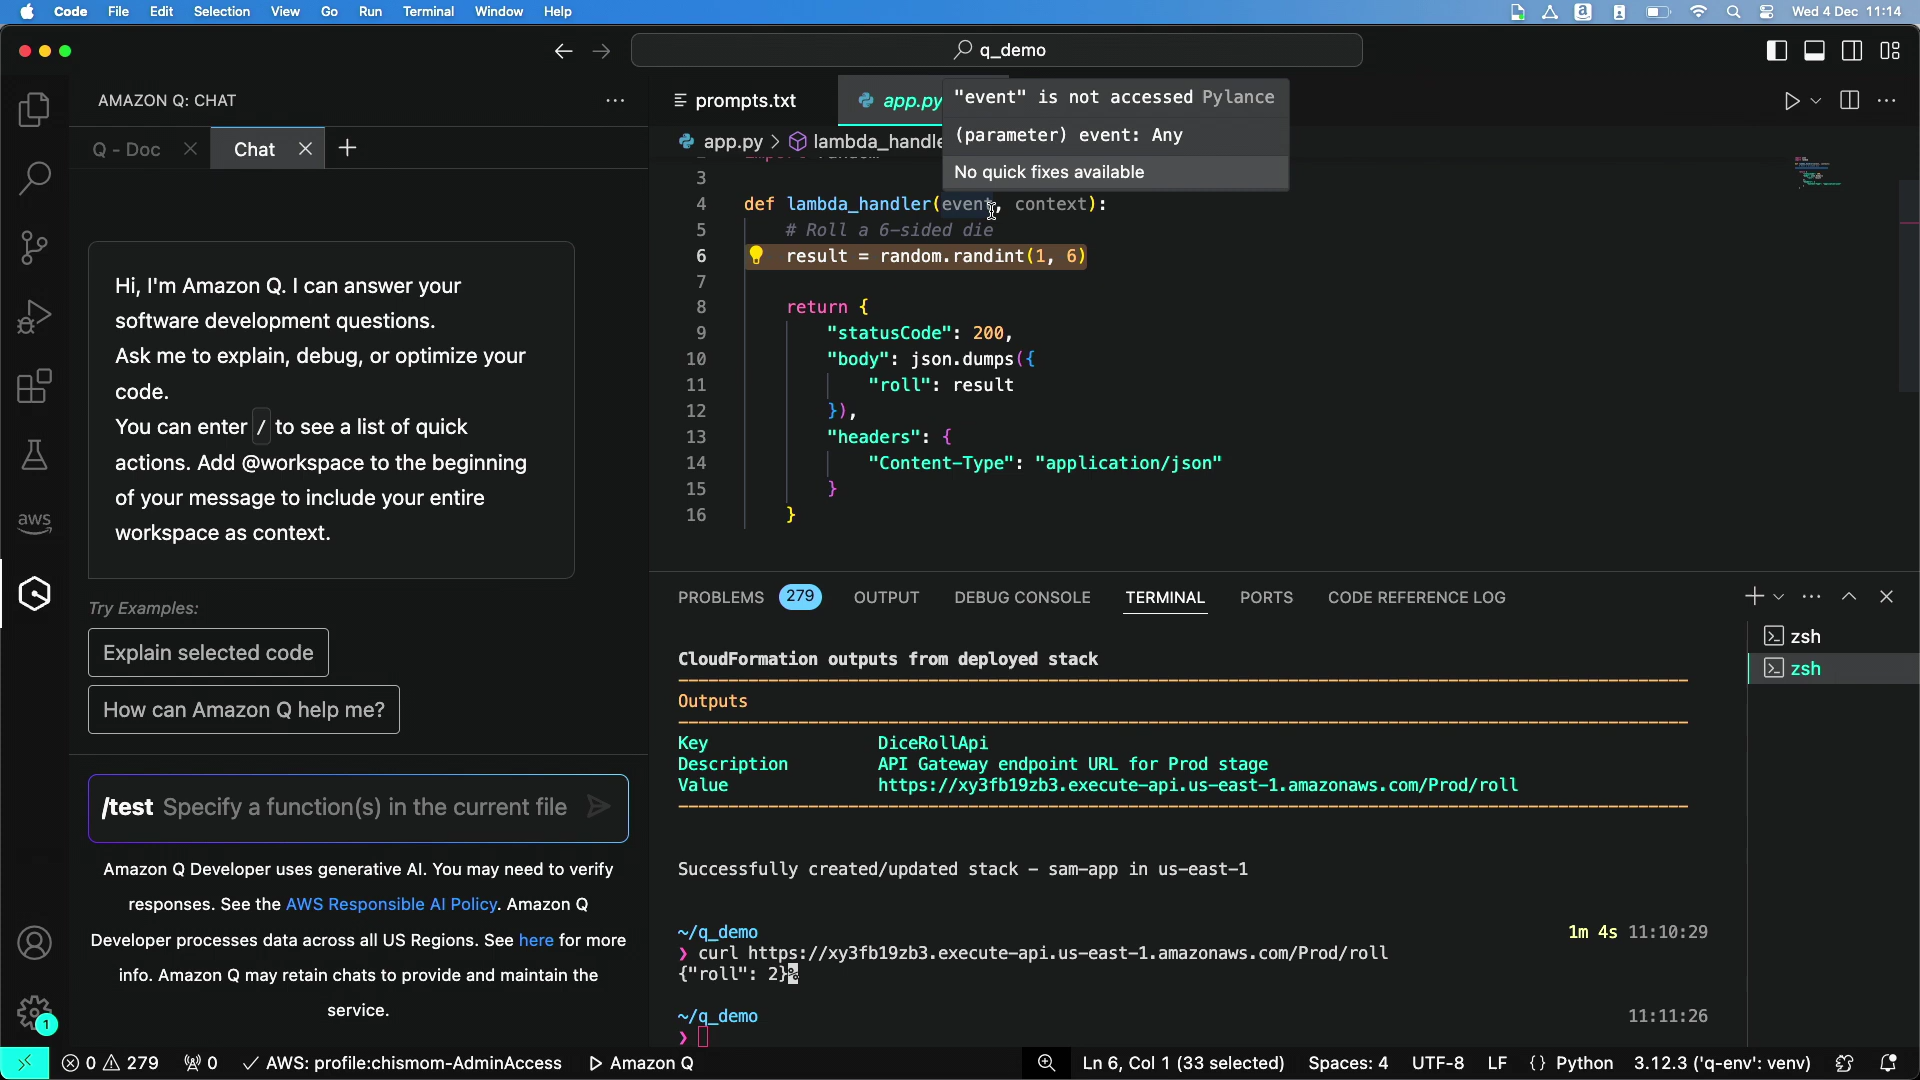 Code File Edit Selection View Go Run Terminal Window Help
Wed 4 Dec 11:14
q_demo
AMAZON Q: CHAT
Q - Doc
Chat
Hi, I'm Amazon Q. I can answer your
software development questions.
Ask me to explain, debug, or optimize your
code.
You can enter / to see a list of quick
actions. Add @workspace to the beginning
of your message to include your entire
workspace as context.
Try Examples:
Explain selected code
How can Amazon Q help me?
/test Specify a function(s) in the current file
Amazon Q Developer uses generative AI. You may need to verify
responses. See the AWS Responsible AI Policy. Amazon Q
Developer processes data across all US Regions. See here for more
info. Amazon Q may retain chats to provide and maintain the
service.
aws
1
prompts.txt
app.py
"event" is not accessed Pylance
(parameter) event: Any
No quick fixes available
app.py > lambda_handle
3
4 def lambda_handler(event, context):
5 # Roll a 6-sided die
6 result = random.randint(1, 6)
7
8 return {
9 "statusCode": 200,
10 "body": json.dumps({
11 "roll": result
12 }),
13 "headers": {
14 "Content-Type": "application/json"
15 }
16 }
PROBLEMS 279 OUTPUT DEBUG CONSOLE TERMINAL PORTS CODE REFERENCE LOG
zsh
zsh
CloudFormation outputs from deployed stack
Outputs
Key DiceRollApi
Description API Gateway endpoint URL for Prod stage
Value https://xy3fb19zb3.execute-api.us-east-1.amazonaws.com/Prod/roll
Successfully created/updated stack - sam-app in us-east-1
~/q_demo 1m 4s 11:10:29
❯ curl https://xy3fb19zb3.execute-api.us-east-1.amazonaws.com/Prod/roll
{"roll": 2}%
~/q_demo 11:11:26
❯
0 279 0 AWS: profile:chismom-AdminAccess Amazon Q Ln 6, Col 1 (33 selected) Spaces: 4 UTF-8 LF {} Python 3.12.3 ('q-env': venv)